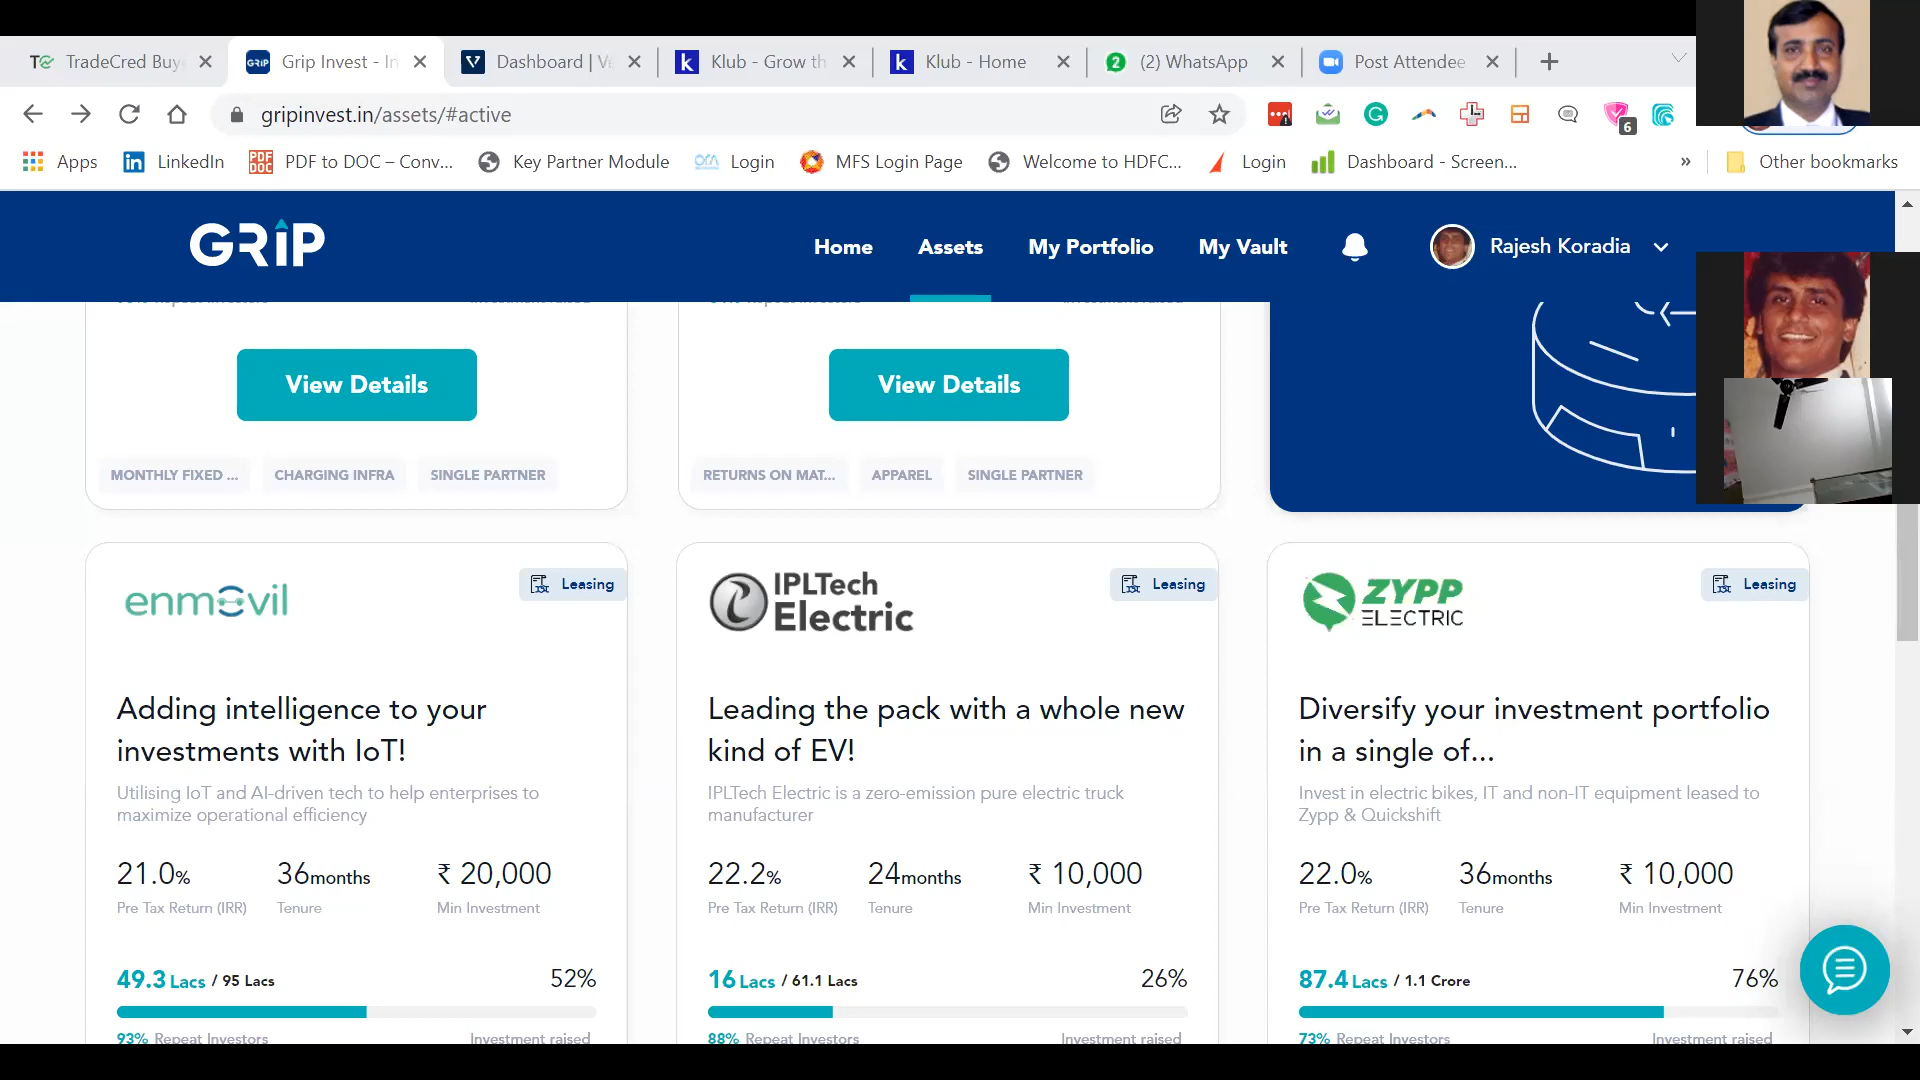 TradeCred Buye
Grip Invest - In
Dashboard | Ve
Klub - Grow th
Klub - Home
(2) WhatsApp
Post Attendee
gripinvest.in/assets/#active
6
Apps
LinkedIn
PDF to DOC – Conv...
Key Partner Module
Login
MFS Login Page
Welcome to HDFC...
Login
Dashboard - Screen...
»
Other bookmarks
GRIP
Home
Assets
My Portfolio
My Vault
Rajesh Koradia
View Details
View Details
MONTHLY FIXED ...
CHARGING INFRA
SINGLE PARTNER
RETURNS ON MAT...
APPAREL
SINGLE PARTNER
enmovil
Leasing
Adding intelligence to your
investments with IoT!
Utilising IoT and AI-driven tech to help enterprises to
maximize operational efficiency
21.0% 36months ₹ 20,000
Pre Tax Return (IRR) Tenure Min Investment
49.3 Lacs / 95 Lacs 52%
93% Repeat Investors Investment raised
IPLTech
Electric
Leasing
Leading the pack with a whole new
kind of EV!
IPLTech Electric is a zero-emission pure electric truck
manufacturer
22.2% 24months ₹ 10,000
Pre Tax Return (IRR) Tenure Min Investment
16 Lacs / 61.1 Lacs 26%
88% Repeat Investors Investment raised
ZYPP
ELECTRIC
Leasing
Diversify your investment portfolio
in a single of...
Invest in electric bikes, IT and non-IT equipment leased to
Zypp & Quickshift
22.0% 36months ₹ 10,000
Pre Tax Return (IRR) Tenure Min Investment
87.4 Lacs / 1.1 Crore 76%
73% Repeat Investors Investment raised